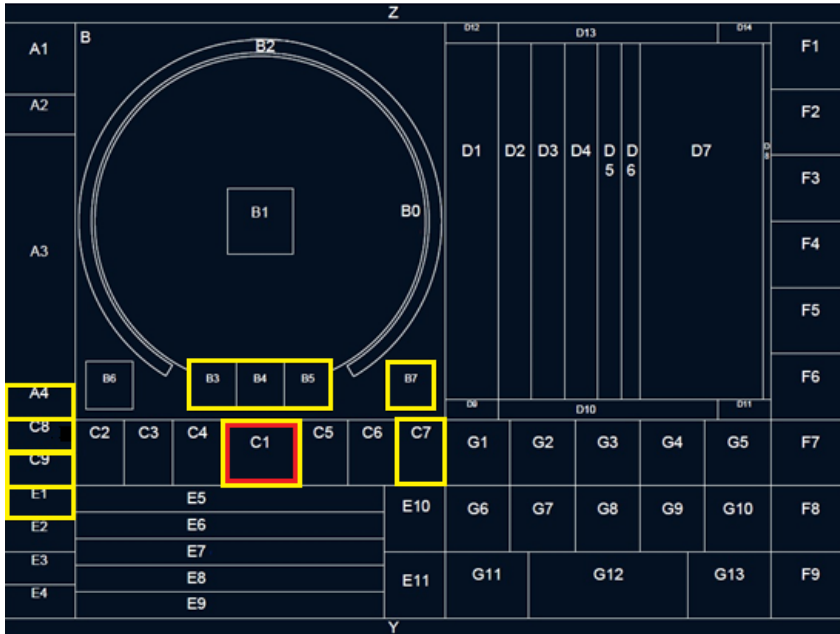 Z
A1
B
B2
D12
D13
D14
F1
A2
F2
D1
D2
D3
D4
D
5
D
6
D7
D
8
F3
B1
B0
A3
F4
F5
B6
B3
B4
B5
B7
F6
A4
D9
D10
D11
C8
C2
C3
C4
C1
C5
C6
C7
G1
G2
G3
G4
G5
F7
C9
E1
E5
E10
G6
G7
G8
G9
G10
F8
E2
E6
E7
E3
E8
E11
G11
G12
G13
F9
E4
E9
Y